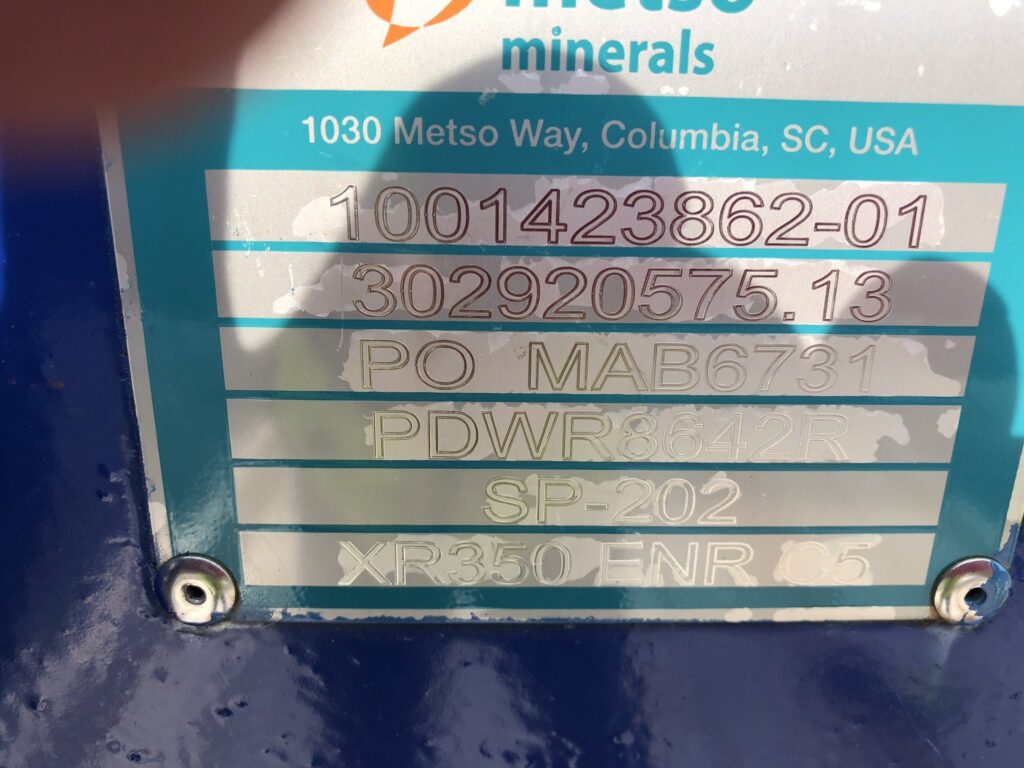 metso
minerals
1030 Metso Way, Columbia, SC, USA
1001423862-01
302920575.13
PO MAB6731
PDWR8642R
SP-202
XR350 ENR C5